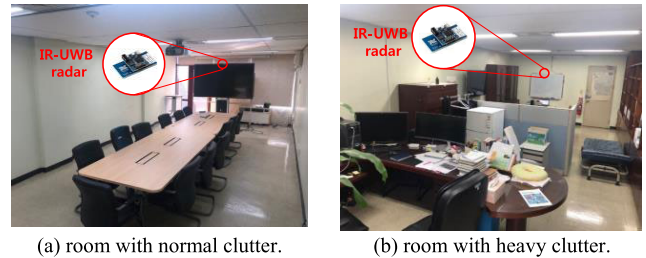 IR-UWB
radar
IR-UWB
radar
(a) room with normal clutter.
(b) room with heavy clutter.